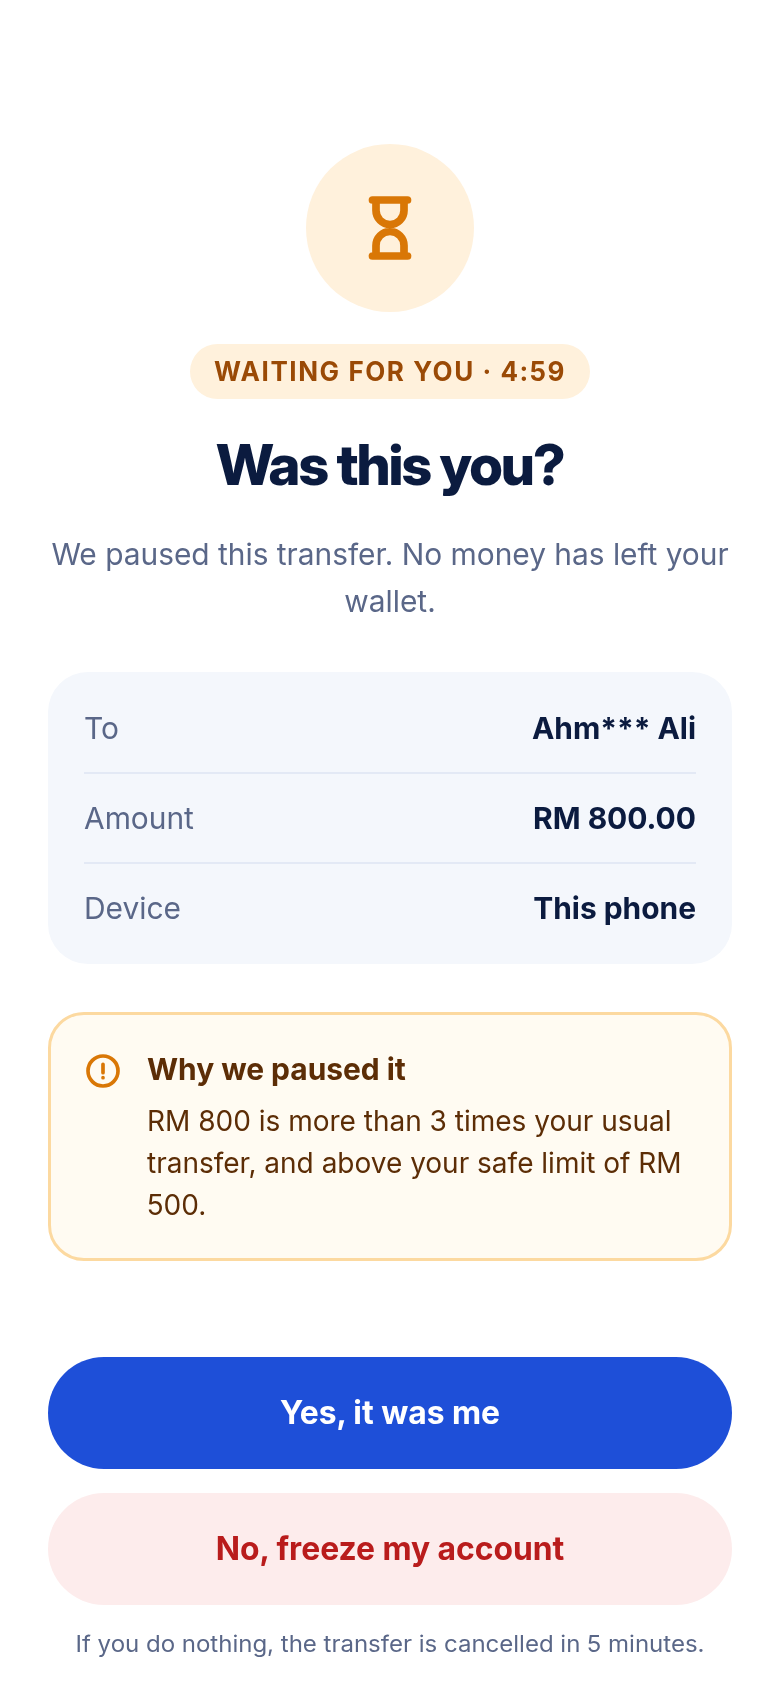 WAITING FOR YOU · 4:59
Was this you?
We paused this transfer. No money has left your
wallet.
To Ahm*** Ali
Amount RM 800.00
Device This phone
Why we paused it
RM 800 is more than 3 times your usual
transfer, and above your safe limit of RM
500.
Yes, it was me
No, freeze my account
If you do nothing, the transfer is cancelled in 5 minutes.